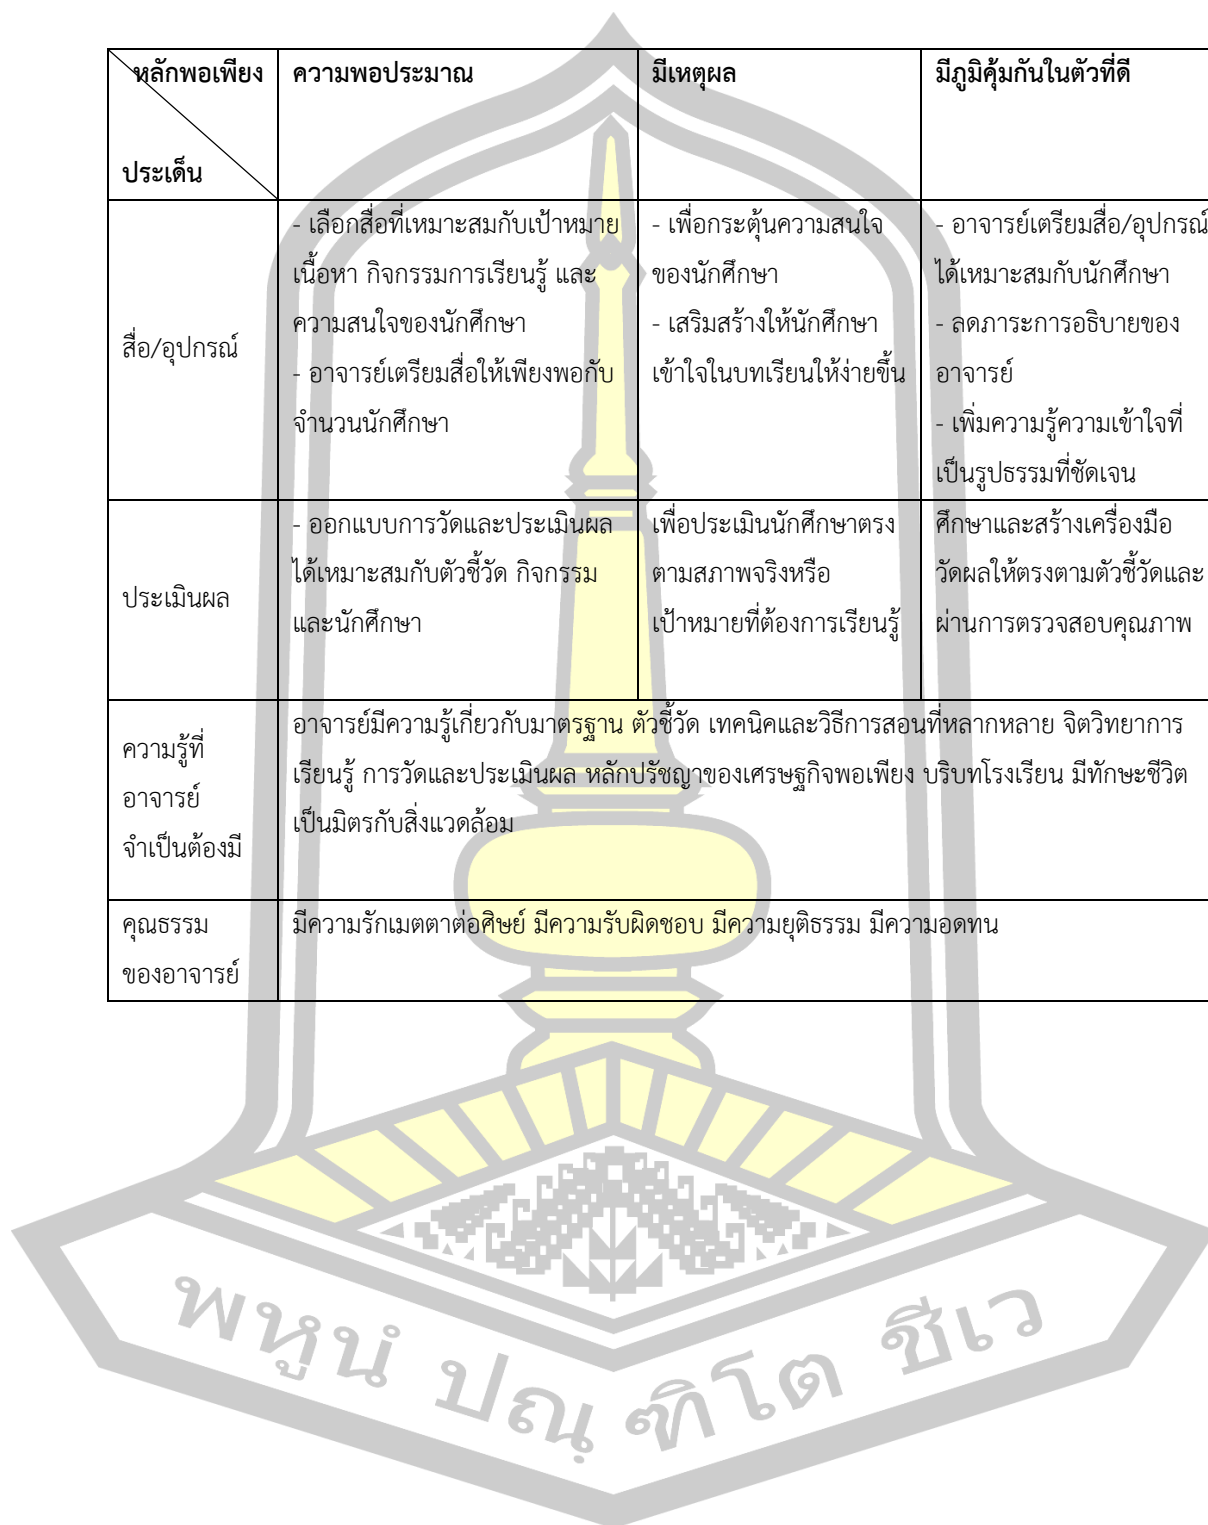 หลักพอเพียง
ประเด็น
ความพอประมาณ
มีเหตุผล
มีภูมิคุ้มกันในตัวที่ดี
สื่อ/อุปกรณ์
- เลือกสื่อที่เหมาะสมกับเป้าหมาย
เนื้อหา กิจกรรมการเรียนรู้ และ
ความสนใจของนักศึกษา
- อาจารย์เตรียมสื่อให้เพียงพอกับ
จำนวนนักศึกษา
- เพื่อกระตุ้นความสนใจ
ของนักศึกษา
- เสริมสร้างให้นักศึกษา
เข้าใจในบทเรียนให้ง่ายขึ้น
- อาจารย์เตรียมสื่อ/อุปกรณ์
ได้เหมาะสมกับนักศึกษา
- ลดภาระการอธิบายของ
อาจารย์
- เพิ่มความรู้ความเข้าใจที่
เป็นรูปธรรมที่ชัดเจน
ประเมินผล
- ออกแบบการวัดและประเมินผล
ได้เหมาะสมกับตัวชี้วัด กิจกรรม
และนักศึกษา
เพื่อประเมินนักศึกษาตรง
ตามสภาพจริงหรือ
เป้าหมายที่ต้องการเรียนรู้
ศึกษาและสร้างเครื่องมือ
วัดผลให้ตรงตามตัวชี้วัดและ
ผ่านการตรวจสอบคุณภาพ
ความรู้ที่
อาจารย์
จำเป็นต้องมี
อาจารย์มีความรู้เกี่ยวกับมาตรฐาน ตัวชี้วัด เทคนิคและวิธีการสอนที่หลากหลาย จิตวิทยาการ
เรียนรู้ การวัดและประเมินผล หลักปรัชญาของเศรษฐกิจพอเพียง บริบทโรงเรียน มีทักษะชีวิต
เป็นมิตรกับสิ่งแวดล้อม
คุณธรรม
ของอาจารย์
มีความรักเมตตาต่อศิษย์ มีความรับผิดชอบ มีความยุติธรรม มีความอดทน
พหูนํ ปณฺฑิโต ชีเว